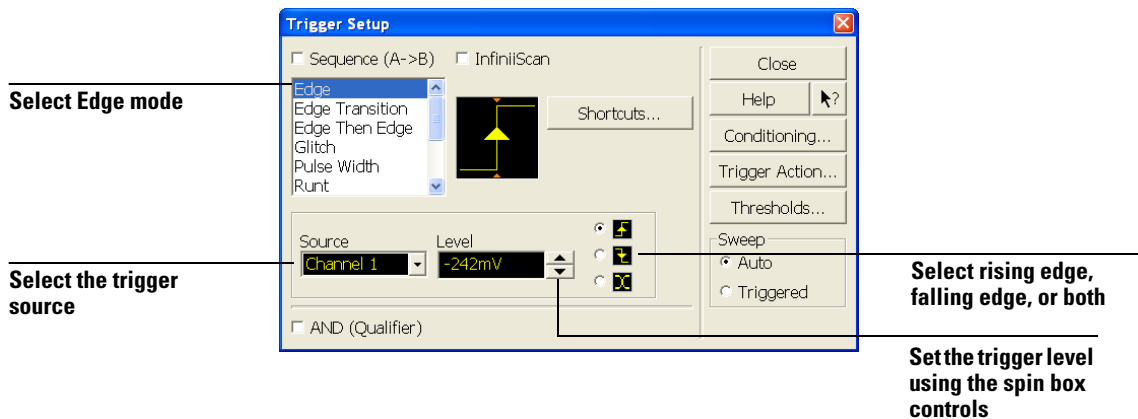 Trigger Setup
Sequence (A->B)
InfiniiScan
Close
Select Edge mode
Edge
Edge Transition
Edge Then Edge
Glitch
Pulse Width
Runt
Shortcuts...
Help
?
Conditioning...
Trigger Action...
Thresholds...
Source
Level
Channel 1
-242mV
Sweep
Auto
Triggered
Select the trigger
source
Select rising edge,
falling edge, or both
AND (Qualifier)
Set the trigger level
using the spin box
controls